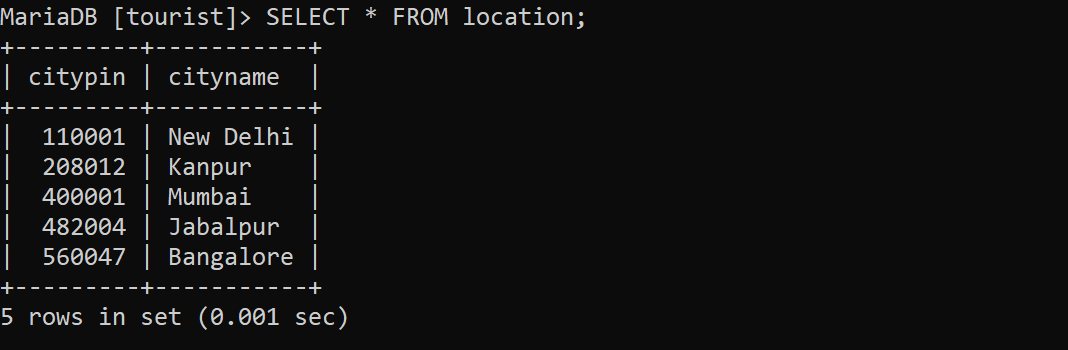 MariaDB [tourist]> SELECT * FROM location;
+---------+-----------+
| citypin | cityname  |
+---------+-----------+
|  110001 | New Delhi |
|  208012 | Kanpur    |
|  400001 | Mumbai    |
|  482004 | Jabalpur  |
|  560047 | Bangalore |
+---------+-----------+
5 rows in set (0.001 sec)